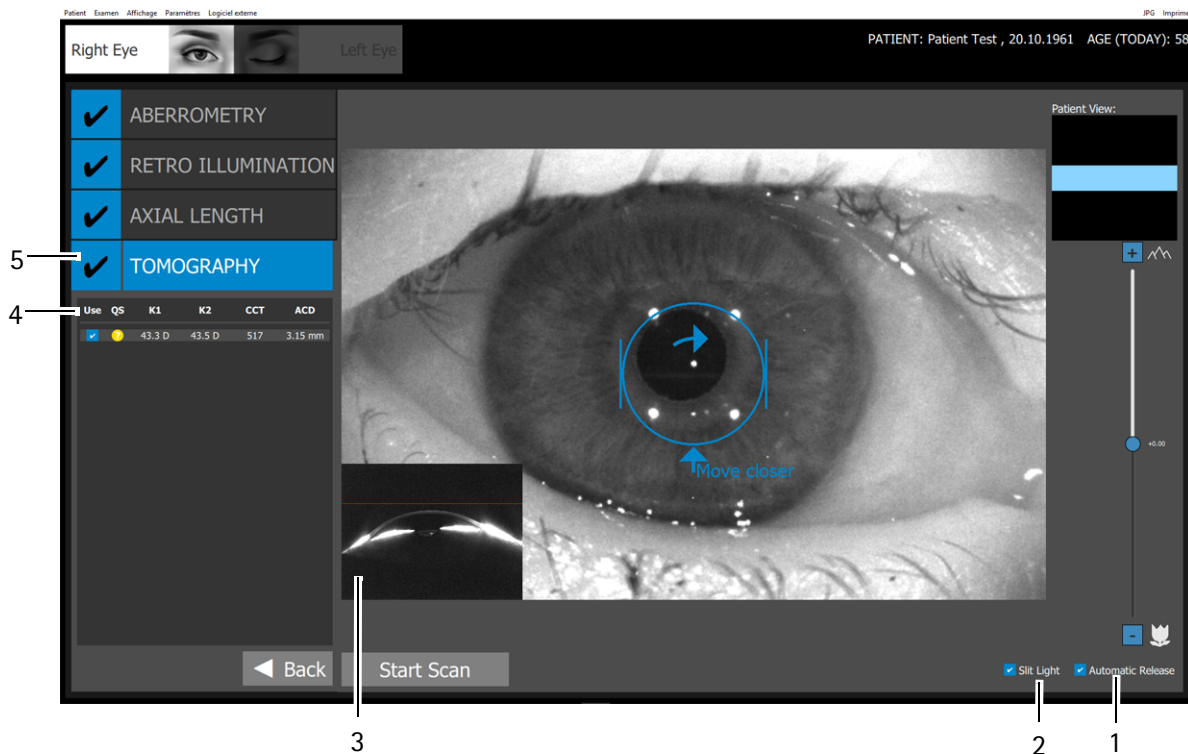 Patient Examen Affichage Paramètres Logiciel externe JPG Imprime
Right Eye Left Eye PATIENT: Patient Test , 20.10.1961 AGE (TODAY): 58
ABERROMETRY
RETRO ILLUMINATION
AXIAL LENGTH
5 TOMOGRAPHY
4 Use QS K1 K2 CCT ACD
? 43.3 D 43.5 D 517 3.15 mm
Patient View:
+
+0.00
-
Move closer
Back Start Scan
Slit Light Automatic Release
3 2 1